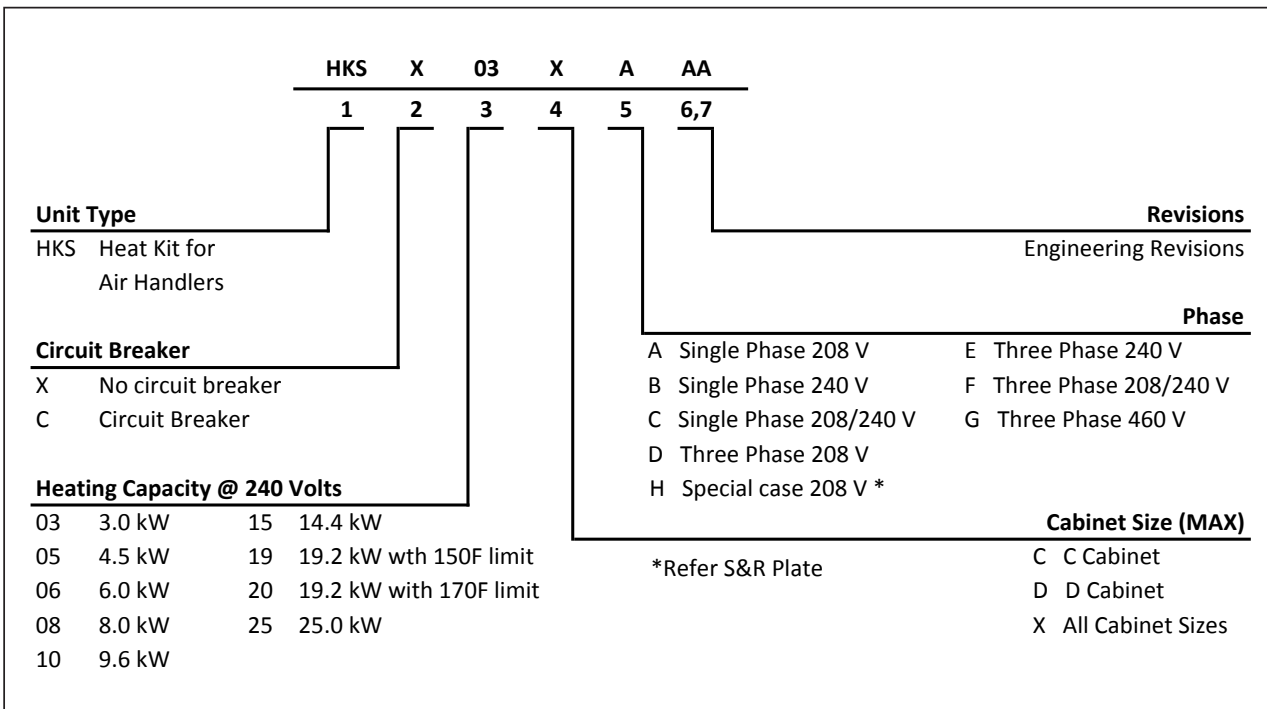 HKS X 03 X A AA
1 2 3 4 5 6,7
Unit Type
HKS Heat Kit for
Air Handlers
Circuit Breaker
X No circuit breaker
C Circuit Breaker
Heating Capacity @ 240 Volts
03 3.0 kW 15 14.4 kW
05 4.5 kW 19 19.2 kW wth 150F limit
06 6.0 kW 20 19.2 kW with 170F limit
08 8.0 kW 25 25.0 kW
10 9.6 kW
Revisions
Engineering Revisions
Phase
A Single Phase 208 V E Three Phase 240 V
B Single Phase 240 V F Three Phase 208/240 V
C Single Phase 208/240 V G Three Phase 460 V
D Three Phase 208 V
H Special case 208 V *
*Refer S&R Plate
Cabinet Size (MAX)
C C Cabinet
D D Cabinet
X All Cabinet Sizes